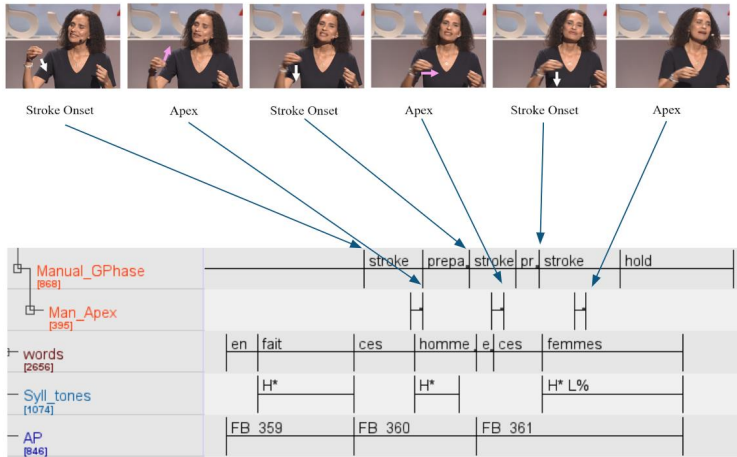 Stroke Onset Apex Stroke Onset Apex Stroke Onset Apex
stroke prepa. stroke pr. stroke hold
Manual_GPhase
[868]
Man_Apex
[395]
en fait ces homme. e. ces femmes
words
[2656]
H* H* H* L%
Syll_tones
[1074]
FB 359 FB 360 FB 361
AP
[846]